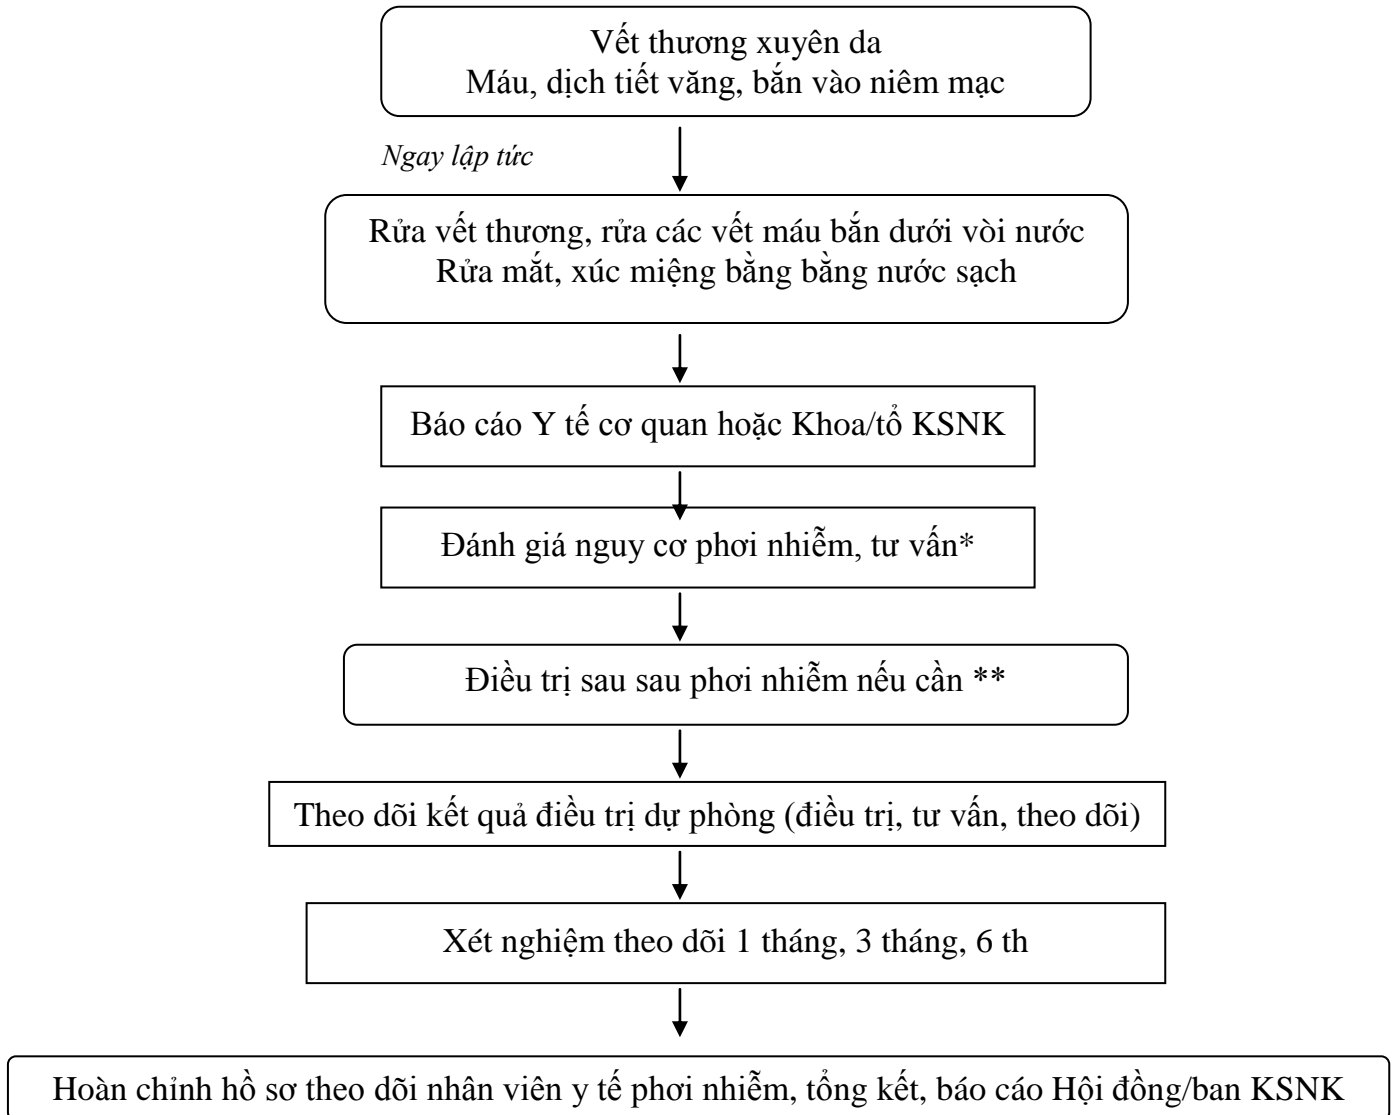 Vết thương xuyên da
Máu, dịch tiết văng, bắn vào niêm mạc
Ngay lập tức
Rửa vết thương, rửa các vết máu bắn dưới vòi nước
Rửa mắt, xúc miệng bằng bằng nước sạch
Báo cáo Y tế cơ quan hoặc Khoa/tổ KSNK
Đánh giá nguy cơ phơi nhiễm, tư vấn*
Điều trị sau sau phơi nhiễm nếu cần **
Theo dõi kết quả điều trị dự phòng (điều trị, tư vấn, theo dõi)
Xét nghiệm theo dõi 1 tháng, 3 tháng, 6 th
Hoàn chỉnh hồ sơ theo dõi nhân viên y tế phơi nhiễm, tổng kết, báo cáo Hội đồng/ban KSNK